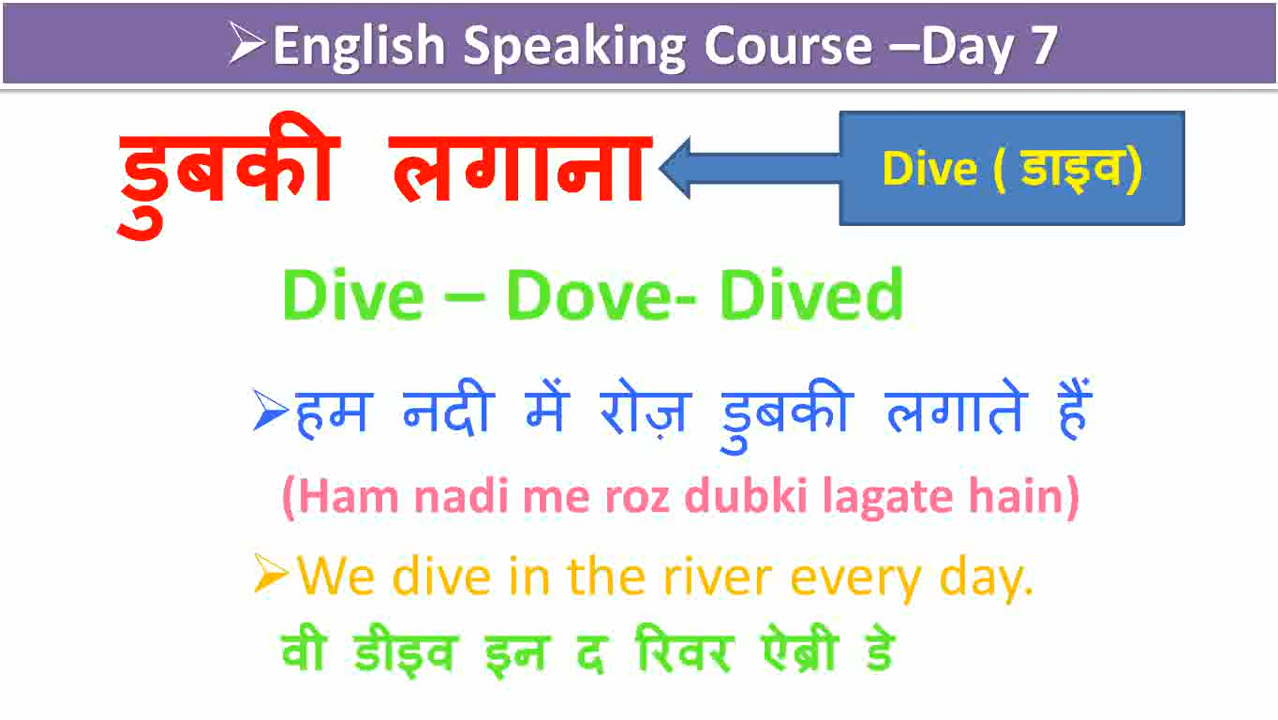 ➢English Speaking Course –Day 7
डुबकी लगाना
Dive ( डाइव)
Dive – Dove- Dived
➢हम नदी में रोज़ डुबकी लगाते हैं
(Ham nadi me roz dubki lagate hain)
➢We dive in the river every day.
वी डीइव इन द रिवर ऐब्री डे